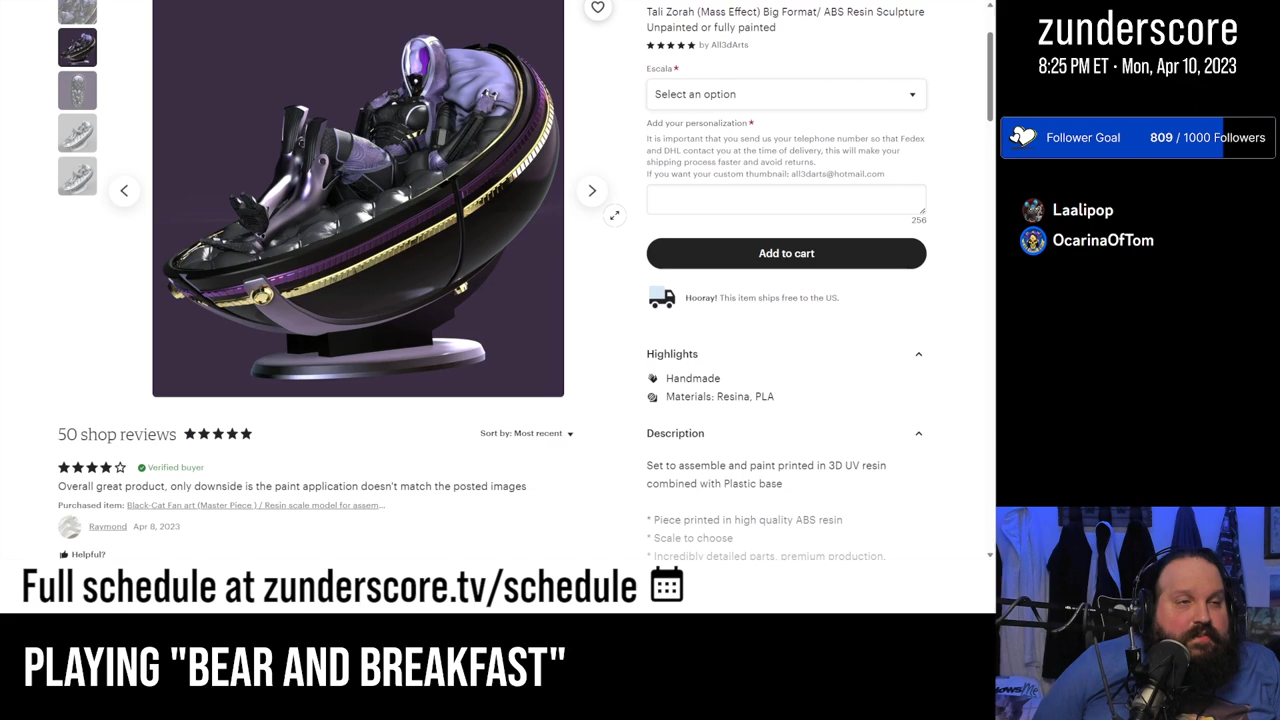 Tali Zorah (Mass Effect) Big Format/ ABS Resin Sculpture
Unpainted or fully painted
by All3dArts
Escala*
Select an option
Add your personalization *
It is important that you send us your telephone number so that Fedex
and DHL contact you at the time of delivery, this will make your
shipping process faster and avoid returns.
If you want your custom thumbnail: all3darts@hotmail.com
256
Add to cart
Hooray! This item ships free to the US.
Highlights
Handmade
Materials: Resina, PLA
Description
Set to assemble and paint printed in 3D UV resin
combined with Plastic base
* Piece printed in high quality ABS resin
* Scale to choose
* Incredibly detailed parts, premium production.
50 shop reviews
Sort by: Most recent
Verified buyer
Overall great product, only downside is the paint application doesn't match the posted images
Purchased item: Black-Cat Fan art (Master Piece ) / Resin scale model for assem...
Raymond Apr 8, 2023
Helpful?
Full schedule at zunderscore.tv/schedule
PLAYING "BEAR AND BREAKFAST"
zunderscore
8:25 PM ET · Mon, Apr 10, 2023
Follower Goal 809 / 1000 Followers
Laalipop
OcarinaOfTom